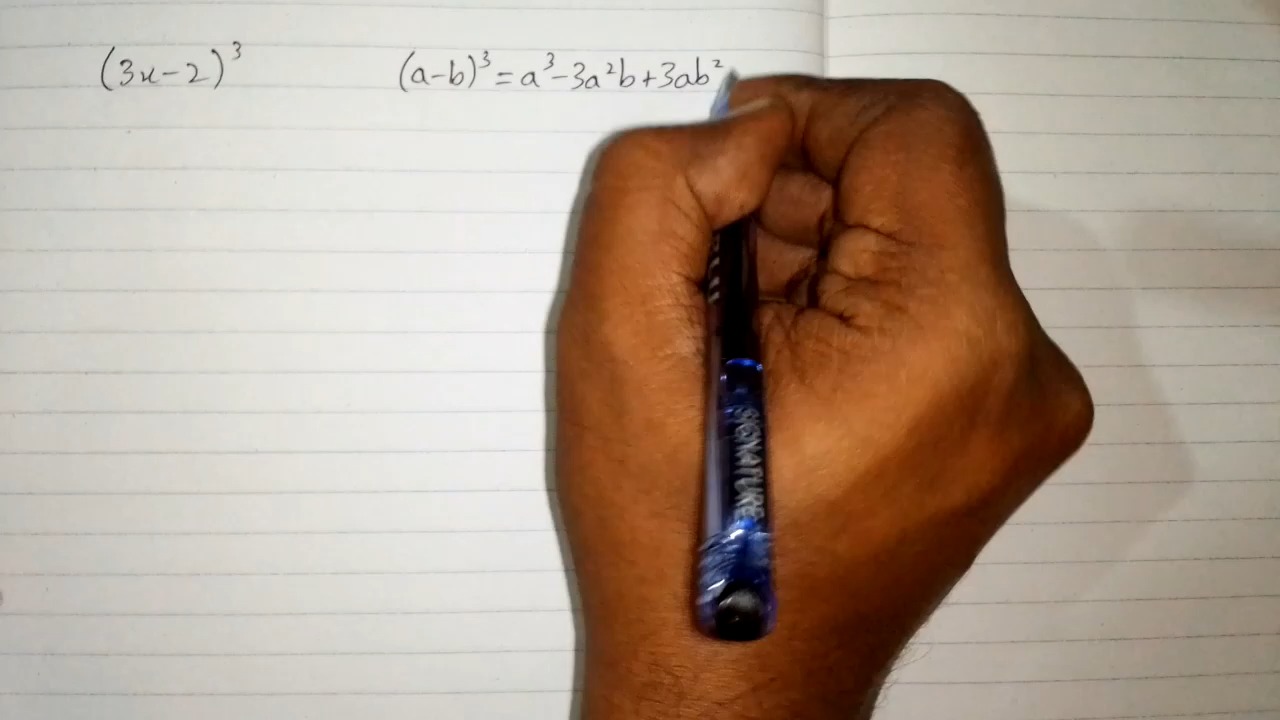 (3x-2)³ (a-b)³ = a³-3a²b+3ab²
SIGNATURE